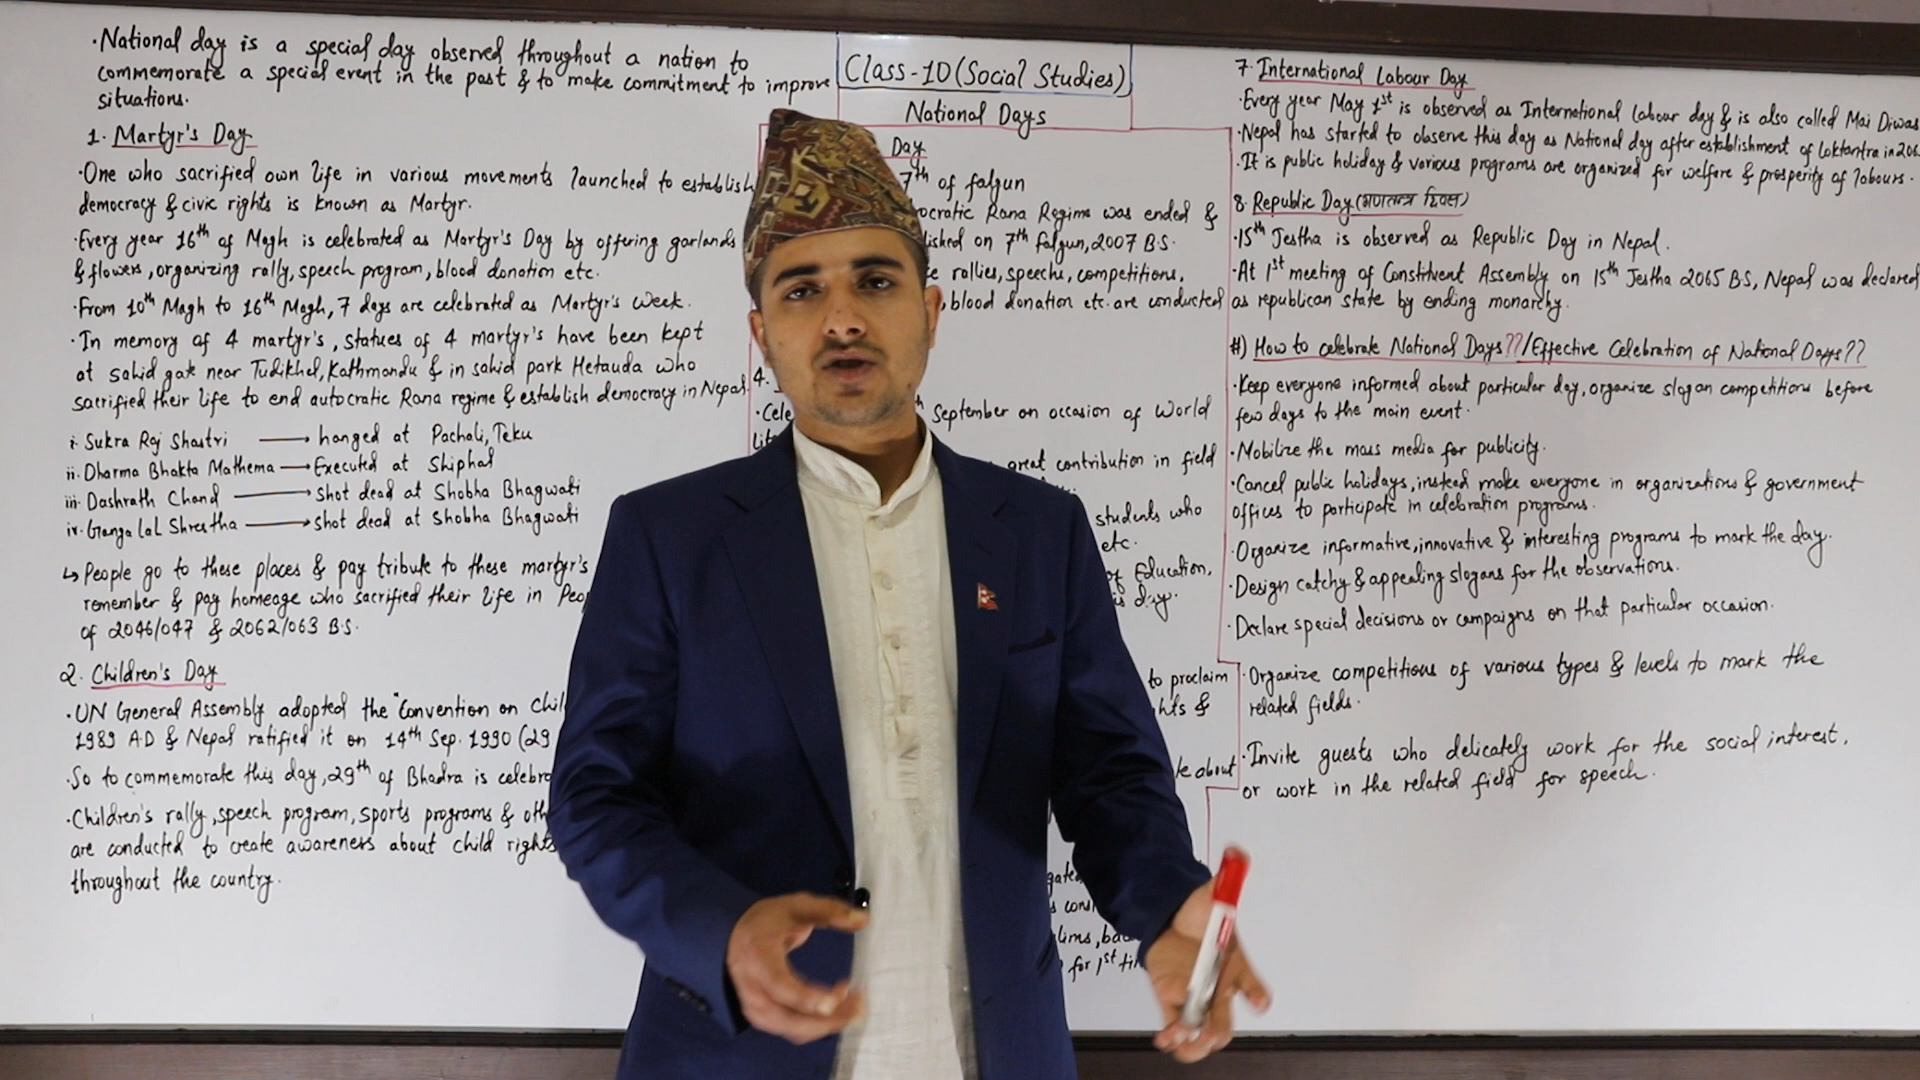 ·National day is a special day observed throughout a nation to
commemorate a special event in the past & to make commitment to improve
situations.
1. Martyr's Day
·One who sacrificed own life in various movements launched to establish
democracy & civic rights is known as Martyr.
·Every year 16th of Magh is celebrated as Martyr's Day by offering garlands
& flowers, organizing rally, speech program, blood donation etc.
·From 10th Magh to 16th Magh, 7 days are celebrated as Martyr's Week.
·In memory of 4 martyr's, statues of 4 martyr's have been kept
at sahid gate near Tudikhel, Kathmandu & in sahid park Hetauda who
sacrified their life to end autocratic Rana regime & establish democracy in Nepal.
i. Sukra Raj Shastri → hanged at Pachali, Teku
ii. Dharma Bhakta Mathema → Executed at Shiphal
iii. Dashrath Chand → Shot dead at Shobha Bhagwati
iv. Ganga Lal Shrestha → Shot dead at Shobha Bhagwati
↳ People go to these places & pay tribute to these martyr's
remember & pay homeage who sacrified their life in
of 2046/047 & 2062/063 B.S.
2. Children's Day
·UN General Assembly adopted the "Convention on
1989 A.D & Nepal ratified it on 14th Sep. 1990 (29
·So to commemorate this day, 29th of Bhadra is
·Children's rally, speech program, sports programs &
are conducted to create awareness about child rights
throughout the country.
Class-10 (Social Studies)
National Days
Day
7th of falgun
Rana Regime was ended &
on 7th falgun, 2007 B.S.
rallies, speechs, competitions,
, blood donation etc. are conducted
4.
September on occasion of World
great contribution in field
students who
etc.
of Education,
day.
to proclaim
&
about
for 1st
7. International Labour Day
·Every year May 1st is observed as International labour day & is also called Mai Diwas
·Nepal has started to observe this day as National day after establishment of Loktantra in
·It is public holiday & various programs are organized for welfare & prosperity of labours.
8. Republic Day (गणतन्त्र दिवस)
·15th Jestha is observed as Republic Day in Nepal.
·At 1st meeting of Constituent Assembly on 15th Jestha 2065 B.S, Nepal was declared
as republican state by ending monarchy.
#) How to celebrate National Days??/Effective Celebration of National Days??
·Keep everyone informed about particular day, organize slogan competitions before
few days to the main event.
·Mobilize the mass media for publicity.
·Cancel public holidays, instead make everyone in organizations & government
offices to participate in celebration programs.
·Organize informative, innovative & interesting programs to mark the day.
·Design catchy & appealing slogans for the observations.
·Declare special decisions or campaigns on that particular occasion.
·Organize competitions of various types & levels to mark the
related fields.
·Invite guests who delicately work for the social interest,
or work in the related field for speech.